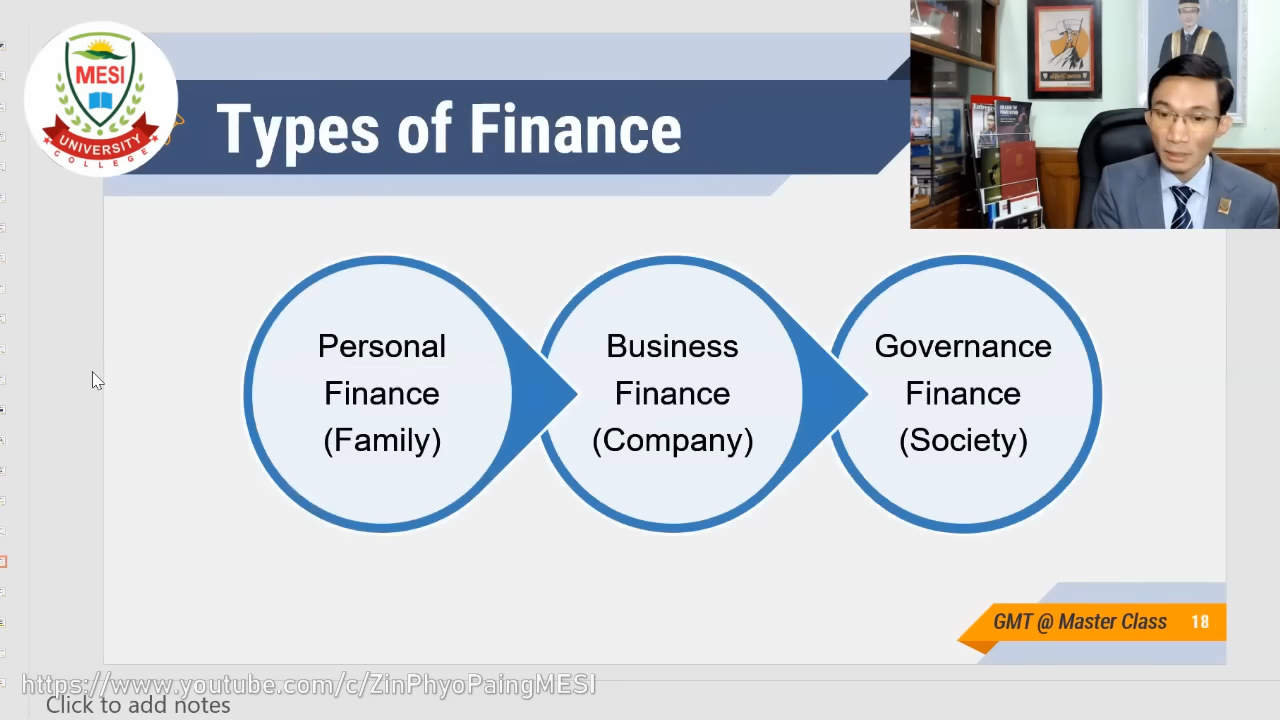 MESI
UNIVERSITY
COLLEGE
Types of Finance
Personal
Finance
(Family)
Business
Finance
(Company)
Governance
Finance
(Society)
GMT @ Master Class 18
https://www.youtube.com/c/ZinPhyoPaingMESI
Click to add notes